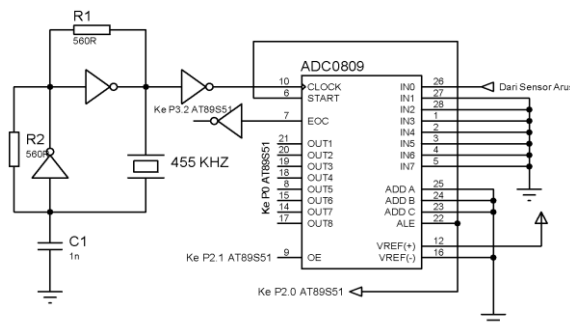 R1
560R
R2
560R
455 KHZ
C1
1n
ADC0809
Ke P3.2 AT89S51
10 CLOCK
6 START
7 EOC
21 OUT1
20 OUT2
19 OUT3
18 OUT4
8 OUT5
15 OUT6
14 OUT7
17 OUT8
9 OE
Ke P0 AT89S51
Ke P2.1 AT89S51
Ke P2.0 AT89S51
IN0 26
IN1 27
IN2 28
IN3 1
IN4 2
IN5 3
IN6 4
IN7 5
ADD A 25
ADD B 24
ADD C 23
ALE 22
VREF(+) 12
VREF(-) 16
Dari Sensor Arus